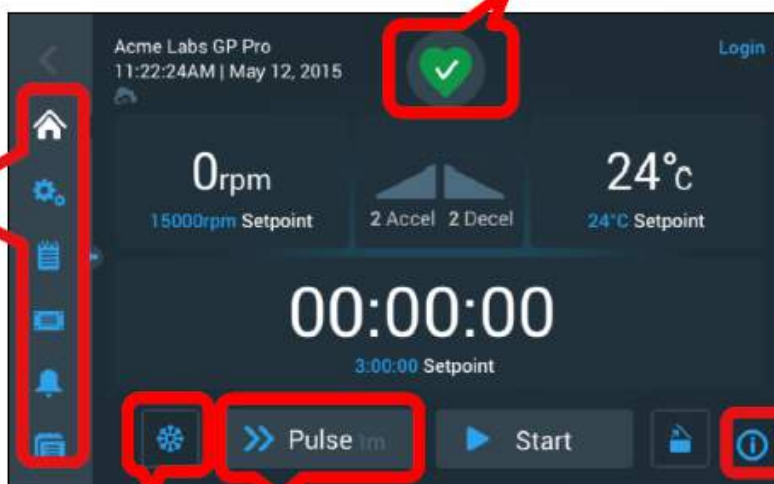 Acme Labs GP Pro
Login
11:22:24AM | May 12, 2015
0rpm
15000rpm Setpoint
2 Accel 2 Decel
24°C
24°C Setpoint
00:00:00
3:00:00 Setpoint
Pulse 1m
Start